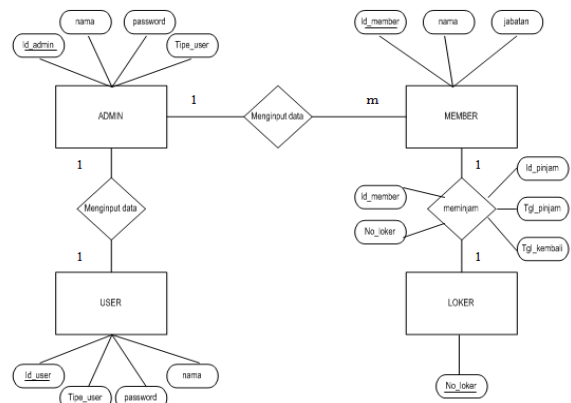 nama
password
Id_admin
Tipe_user
Id_member
nama
jabatan
ADMIN
1
Menginput data
m
MEMBER
1
1
Id_pinjam
Menginput data
Id_member
meminjam
Tgl_pinjam
No_loker
Tgl_kembali
1
1
USER
LOKER
Id_user
nama
Tipe_user
password
No_loker